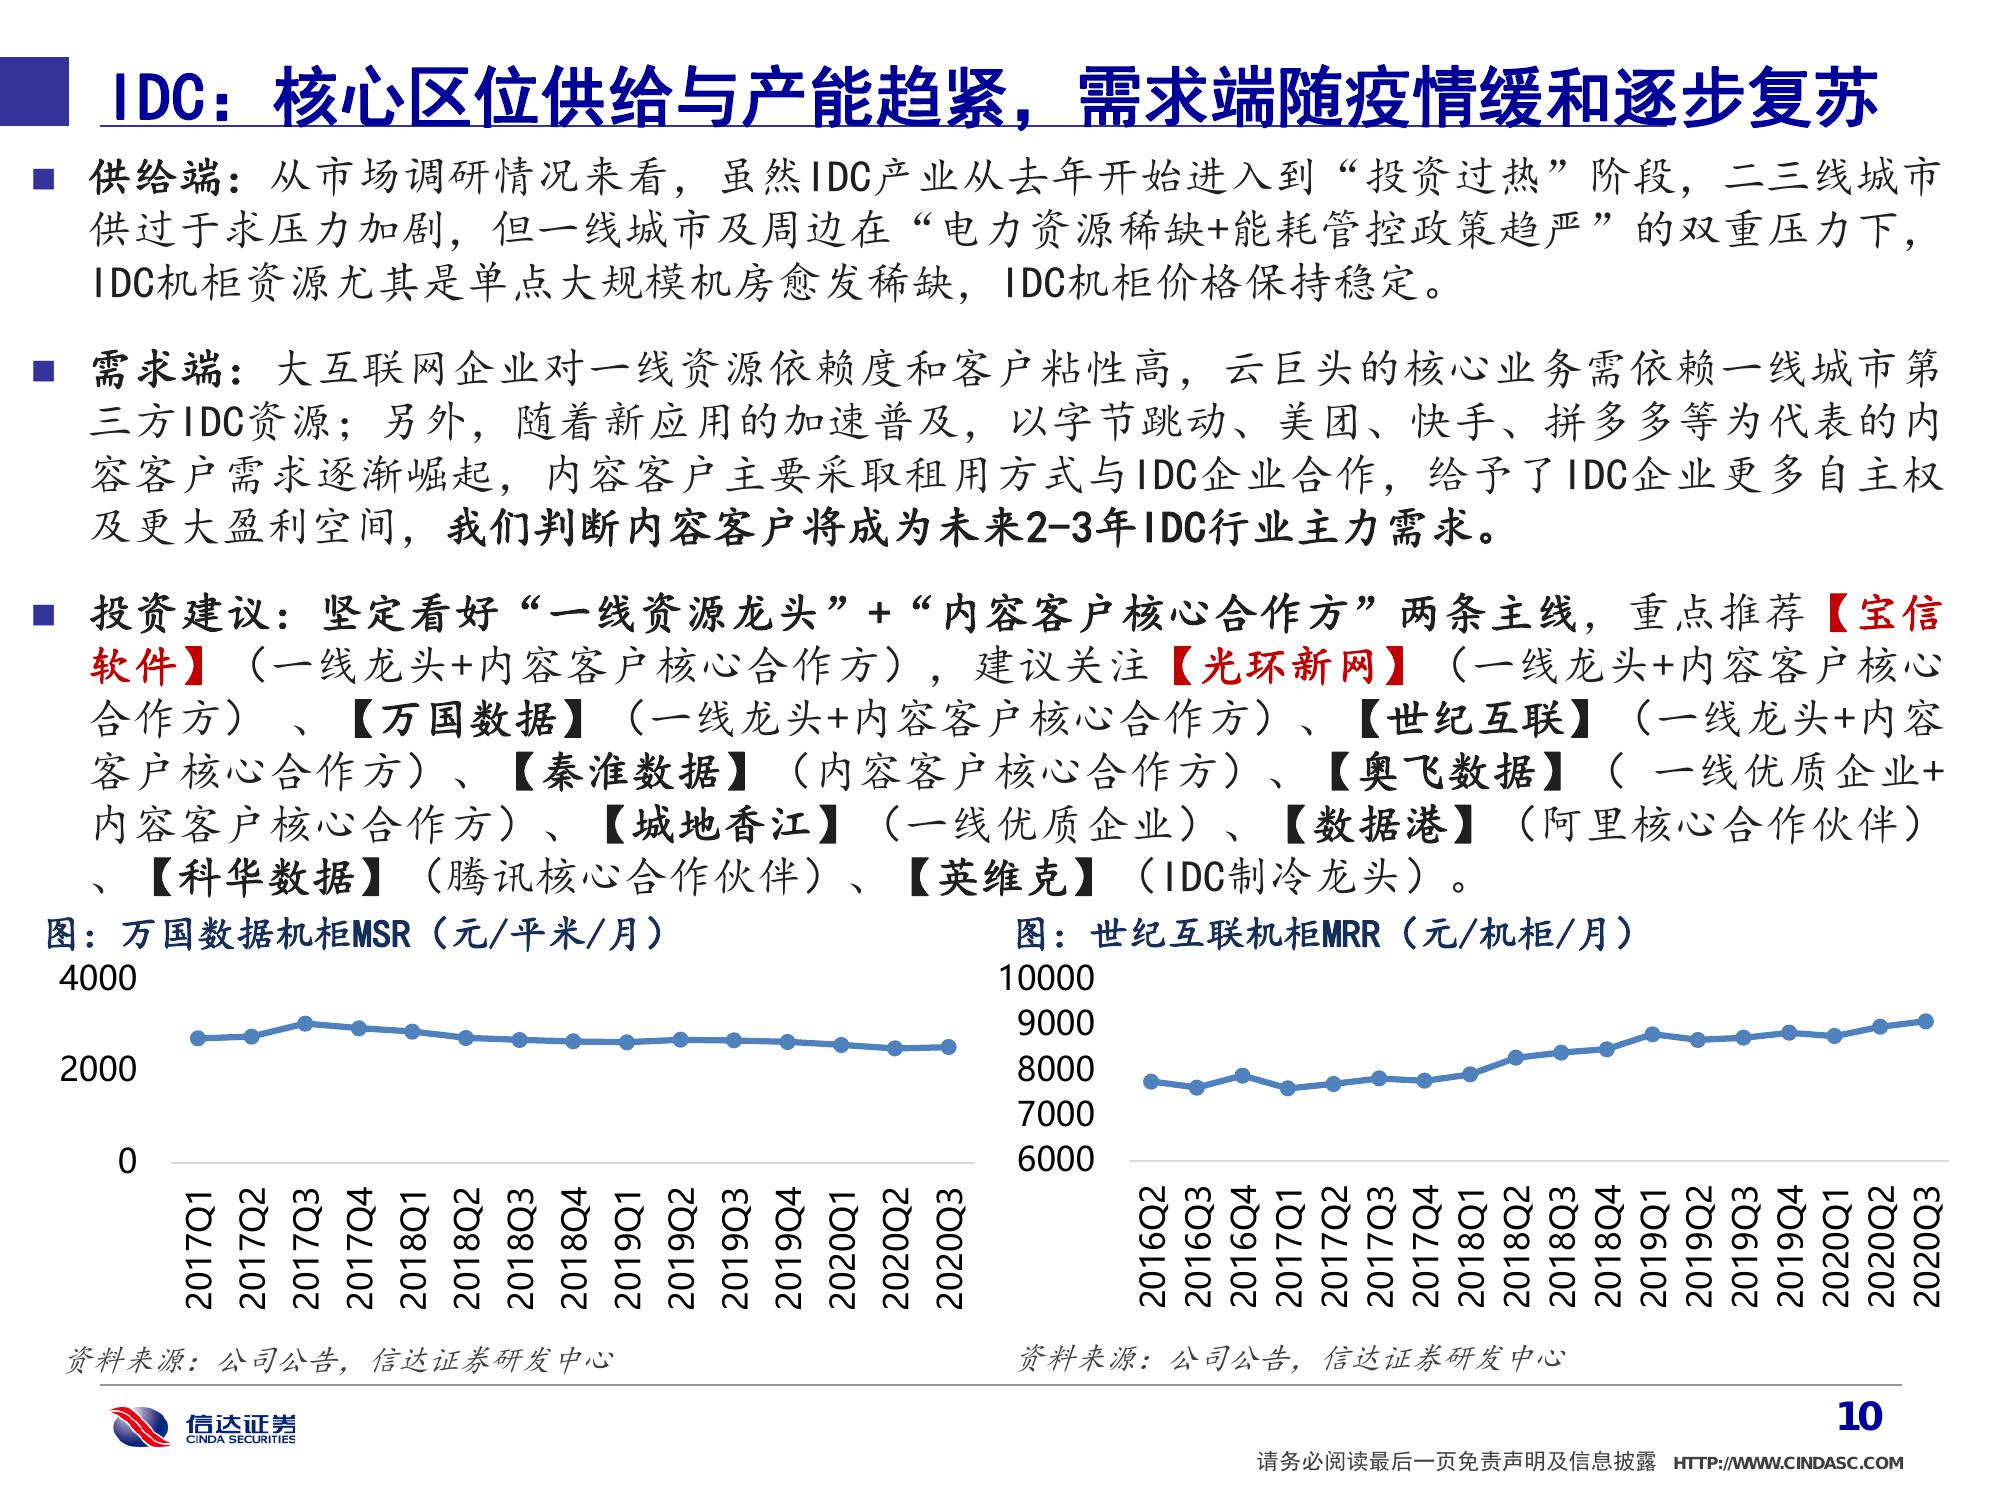 IDC：核心区位供给与产能趋紧，需求端随疫情缓和逐步复苏
■ 供给端：从市场调研情况来看，虽然IDC产业从去年开始进入到“投资过热”阶段，二三线城市
供过于求压力加剧，但一线城市及周边在“电力资源稀缺+能耗管控政策趋严”的双重压力下，
IDC机柜资源尤其是单点大规模机房愈发稀缺，IDC机柜价格保持稳定。
■ 需求端：大互联网企业对一线资源依赖度和客户粘性高，云巨头的核心业务需依赖一线城市第
三方IDC资源；另外，随着新应用的加速普及，以字节跳动、美团、快手、拼多多等为代表的内
容客户需求逐渐崛起，内容客户主要采取租用方式与IDC企业合作，给予了IDC企业更多自主权
及更大盈利空间，我们判断内容客户将成为未来2-3年IDC行业主力需求。
■ 投资建议：坚定看好“一线资源龙头”+“内容客户核心合作方”两条主线，重点推荐【宝信
软件】（一线龙头+内容客户核心合作方），建议关注【光环新网】（一线龙头+内容客户核心
合作方） 、【万国数据】（一线龙头+内容客户核心合作方）、【世纪互联】（一线龙头+内容
客户核心合作方）、【秦淮数据】（内容客户核心合作方）、【奥飞数据】（ 一线优质企业+
内容客户核心合作方）、【城地香江】（一线优质企业）、【数据港】（阿里核心合作伙伴）
、【科华数据】（腾讯核心合作伙伴）、【英维克】（IDC制冷龙头）。
图：万国数据机柜MSR（元/平米/月）
4000
2000
0
2017Q1
2017Q2
2017Q3
2017Q4
2018Q1
2018Q2
2018Q3
2018Q4
2019Q1
2019Q2
2019Q3
2019Q4
2020Q1
2020Q2
2020Q3
资料来源：公司公告，信达证券研发中心
图：世纪互联机柜MRR（元/机柜/月）
10000
9000
8000
7000
6000
2016Q2
2016Q3
2016Q4
2017Q1
2017Q2
2017Q3
2017Q4
2018Q1
2018Q2
2018Q3
2018Q4
2019Q1
2019Q2
2019Q3
2019Q4
2020Q1
2020Q2
2020Q3
资料来源：公司公告，信达证券研发中心
信达证券
CINDA SECURITIES
10
请务必阅读最后一页免责声明及信息披露 HTTP://WWW.CINDASC.COM